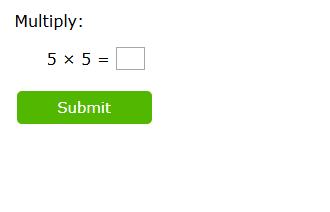 Multiply:
5 × 5 =
Submit